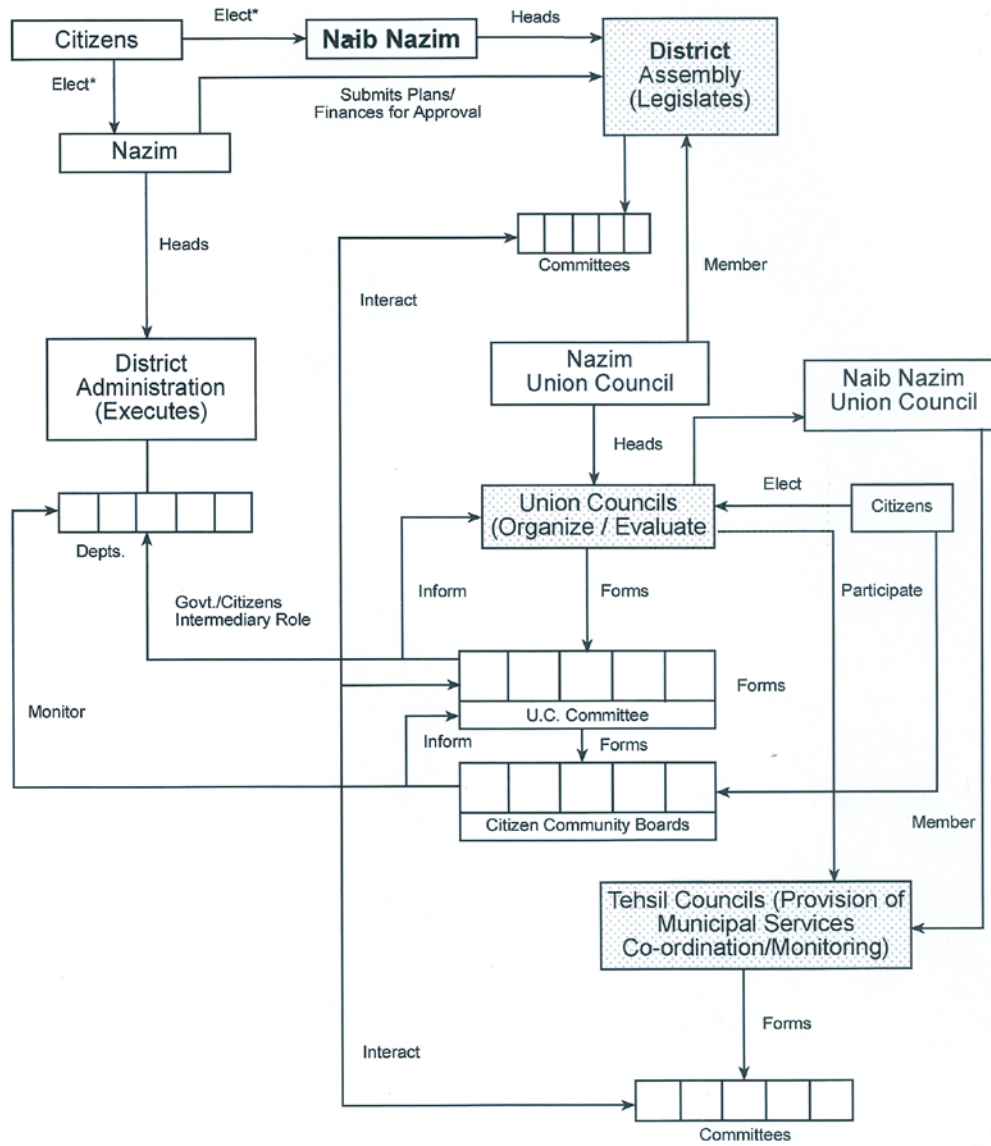 Citizens
Elect*
Naib Nazim
Heads
District
Assembly
(Legislates)
Elect*
Submits Plans/
Finances for Approval
Nazim
Heads
Committees
Member
Interact
District
Administration
(Executes)
Nazim
Union Council
Naib Nazim
Union Council
Heads
Depts.
Union Councils
(Organize / Evaluate
Elect
Citizens
Inform
Forms
Participate
Govt./Citizens
Intermediary Role
Forms
U.C. Committee
Monitor
Inform
Forms
Citizen Community Boards
Member
Tehsil Councils (Provision of
Municipal Services
Co-ordination/Monitoring)
Forms
Interact
Committees